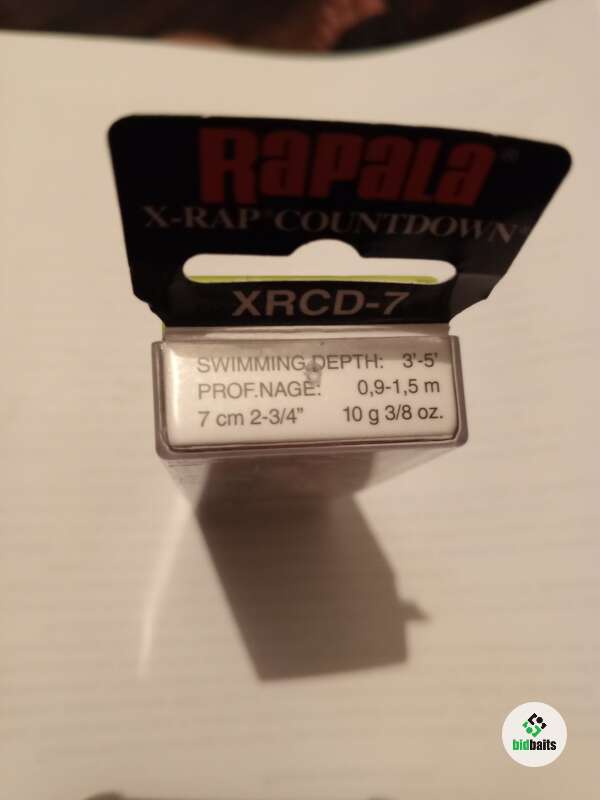 Rapala®
X-RAP® COUNTDOWN®
XRCD-7
SWIMMING DEPTH: 3'-5'
PROF.NAGE: 0,9-1,5 m
7 cm 2-3/4" 10 g 3/8 oz.
bidbaits